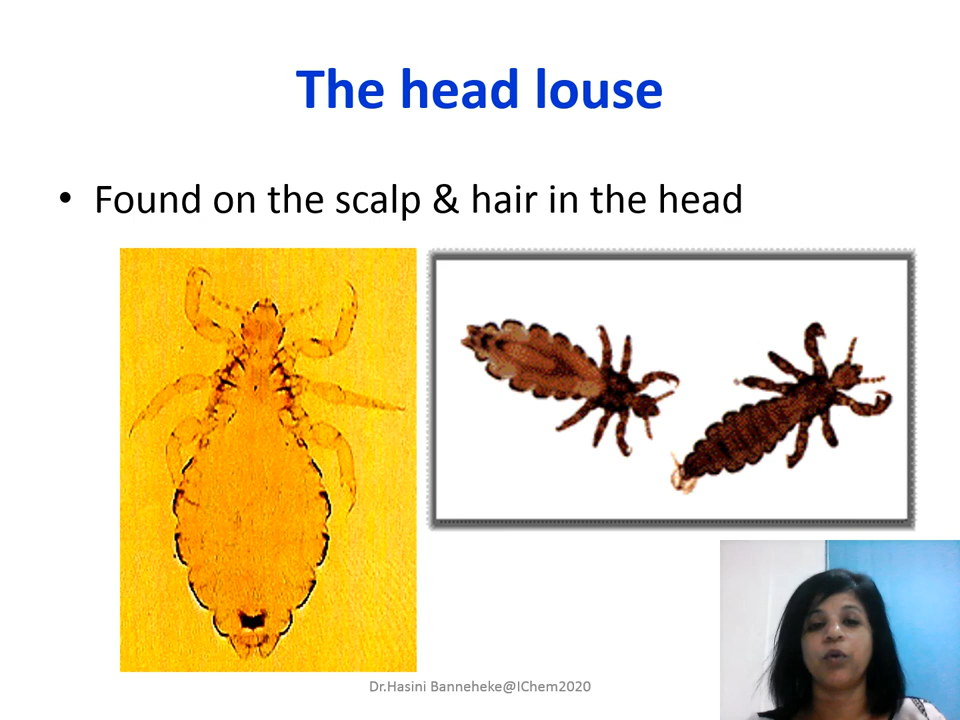 The head louse
• Found on the scalp & hair in the head
Dr.Hasini Banneheke@IChem2020